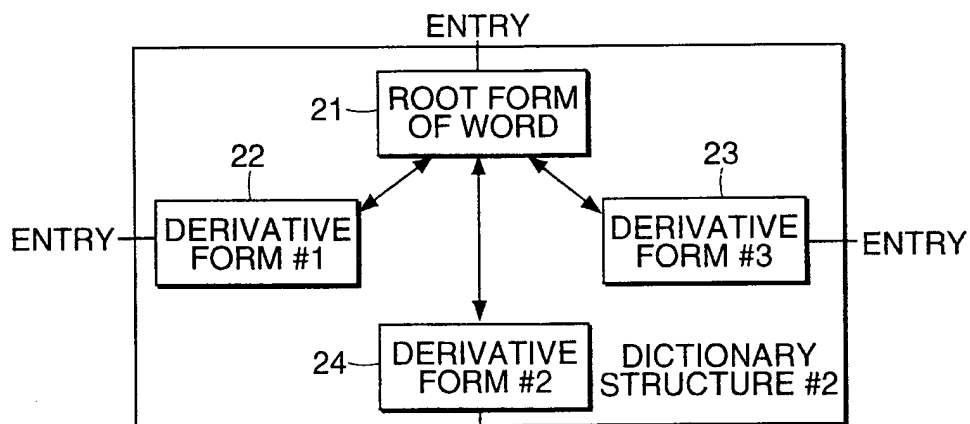 ENTRY
21
ROOT FORM
OF WORD
22
23
ENTRY
DERIVATIVE
FORM #1
DERIVATIVE
FORM #3
ENTRY
24
DERIVATIVE
FORM #2
DICTIONARY
STRUCTURE #2